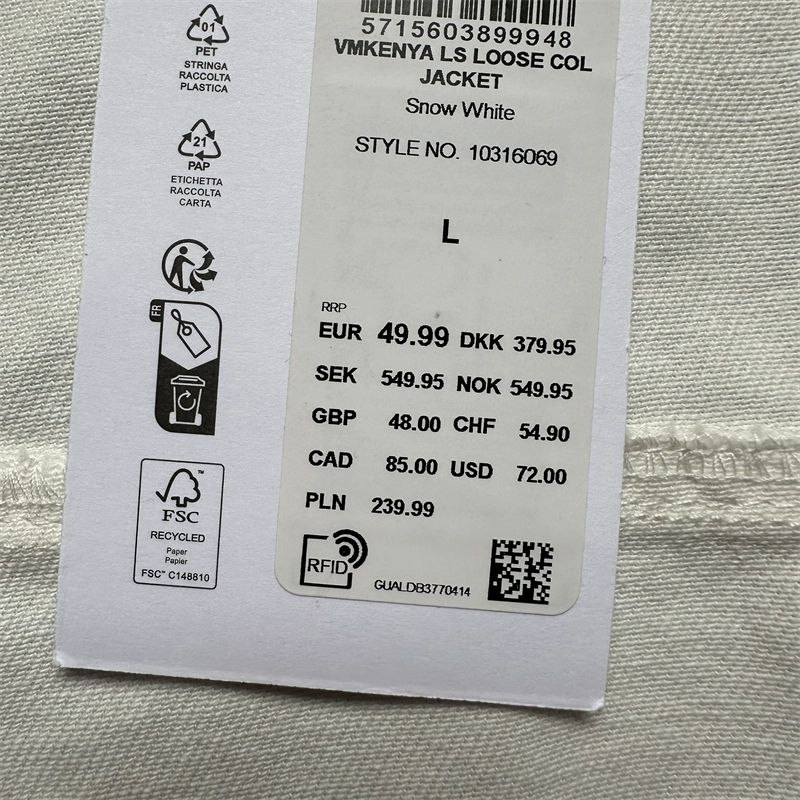 01
PET
STRINGA
RACCOLTA
PLASTICA
21
PAP
ETICHETTA
RACCOLTA
CARTA
FR
FSC™
RECYCLED
Paper
Papier
FSC™ C148810
5715603899948
VMKENYA LS LOOSE COL
JACKET
Snow White
STYLE NO. 10316069
L
RRP
EUR 49.99 DKK 379.95
SEK 549.95 NOK 549.95
GBP 48.00 CHF 54.90
CAD 85.00 USD 72.00
PLN 239.99
RFID
GUALDB3770414